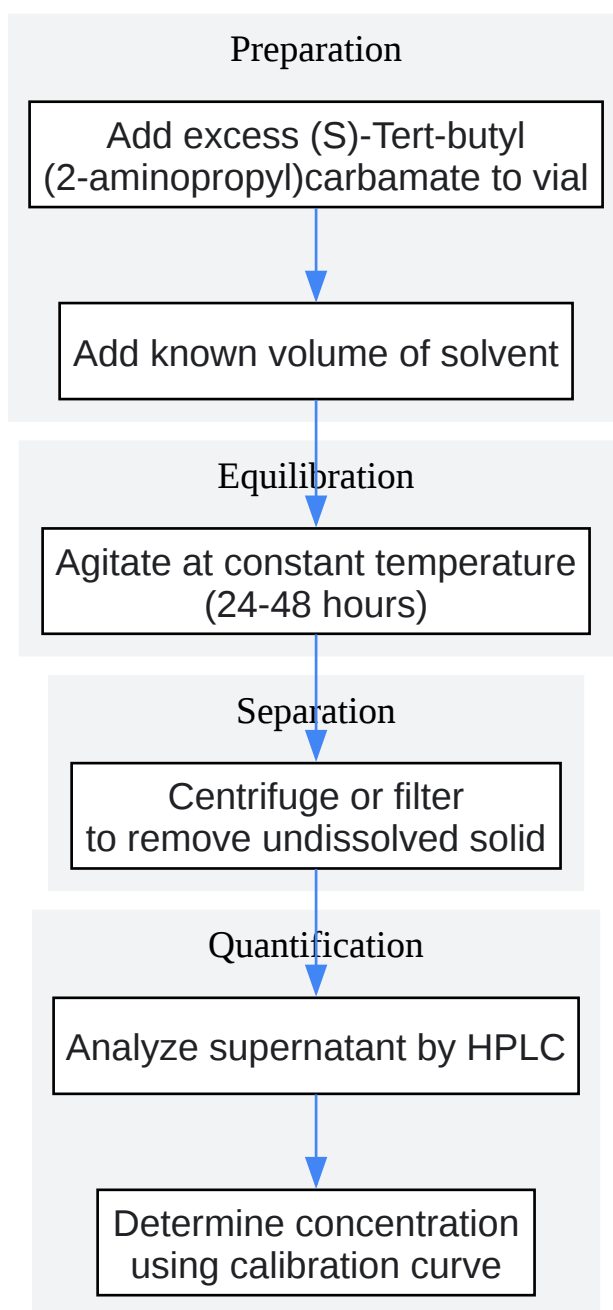 Preparation
Add excess (S)-Tert-butyl
(2-aminopropyl)carbamate to vial
Add known volume of solvent
Equilibration
Agitate at constant temperature
(24-48 hours)
Separation
Centrifuge or filter
to remove undissolved solid
Quantification
Analyze supernatant by HPLC
Determine concentration
using calibration curve